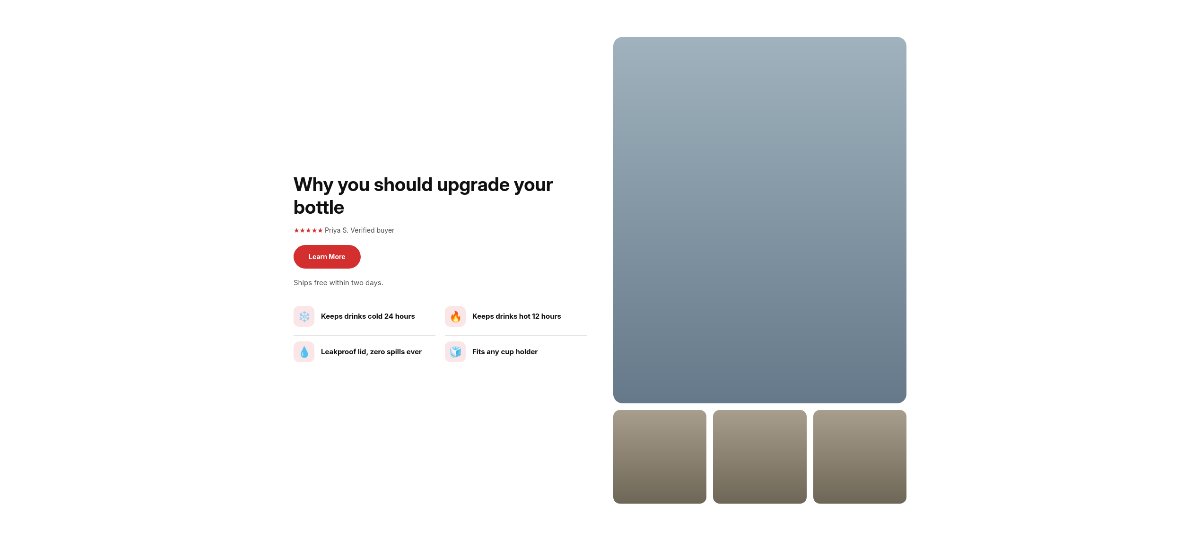 Why you should upgrade your
bottle
★★★★★ Priya S. Verified buyer
Learn More
Ships free within two days.
Keeps drinks cold 24 hours
Keeps drinks hot 12 hours
Leakproof lid, zero spills ever
Fits any cup holder